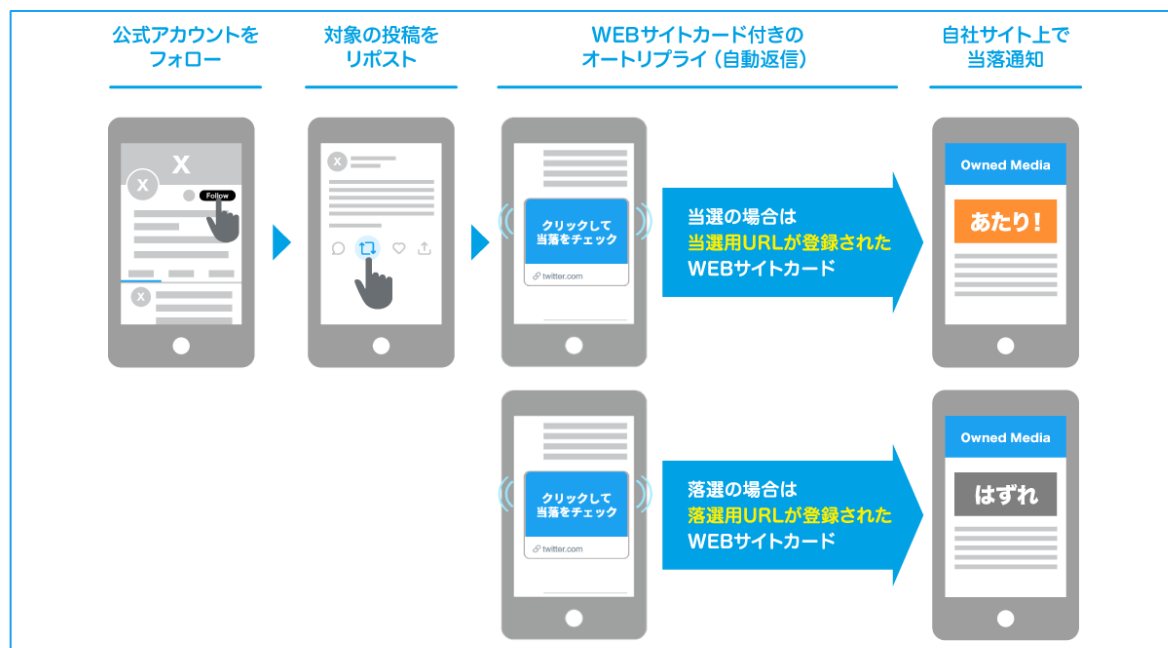 公式アカウントを
フォロー
対象の投稿を
リポスト
WEBサイトカード付きの
オートリプライ（自動返信）
自社サイト上で
当落通知
X
X
Follow
X
X
クリックして
当落をチェック
twitter.com
当選の場合は
当選用URLが登録された
WEBサイトカード
Owned Media
あたり！
クリックして
当落をチェック
twitter.com
落選の場合は
落選用URLが登録された
WEBサイトカード
Owned Media
はずれ